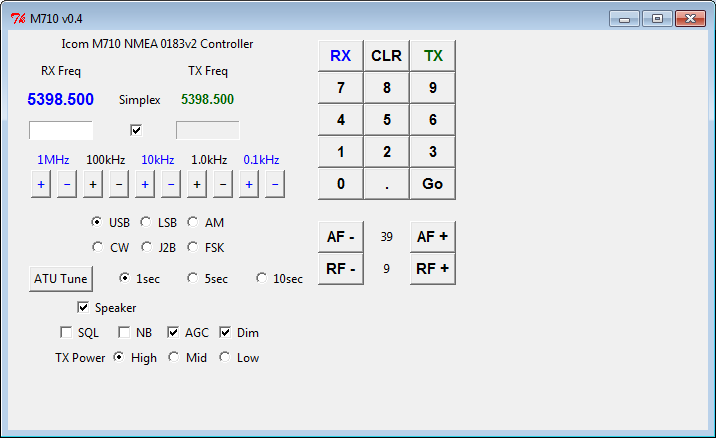 M710 v0.4
Icom M710 NMEA 0183v2 Controller
RX Freq TX Freq
5398.500 Simplex 5398.500
1MHz 100kHz 10kHz 1.0kHz 0.1kHz
+ - + - + - + - + -
USB LSB AM
CW J2B FSK
ATU Tune 1sec 5sec 10sec
Speaker
SQL NB AGC Dim
TX Power High Mid Low
RX CLR TX
7 8 9
4 5 6
1 2 3
0 . Go
AF - 39 AF +
RF - 9 RF +